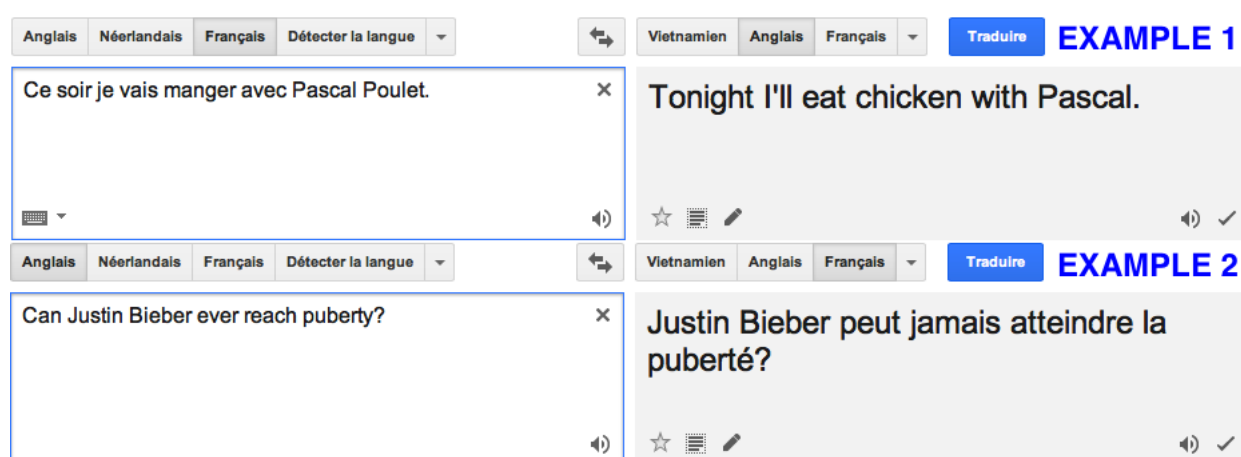 Anglais Néerlandais Français Détecter la langue Vietnamien Anglais Français Traduire EXAMPLE 1
Ce soir je vais manger avec Pascal Poulet.
Tonight I'll eat chicken with Pascal.
Anglais Néerlandais Français Détecter la langue Vietnamien Anglais Français Traduire EXAMPLE 2
Can Justin Bieber ever reach puberty?
Justin Bieber peut jamais atteindre la
puberté?